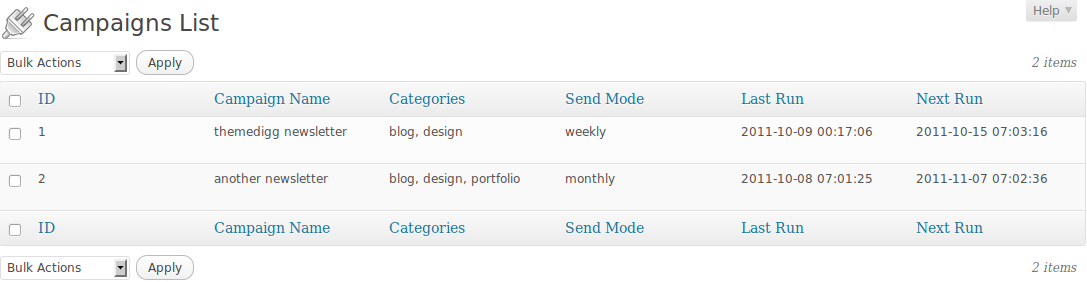 Help
Campaigns List
Bulk Actions Apply 2 items
ID Campaign Name Categories Send Mode Last Run Next Run
1 themedigg newsletter blog, design weekly 2011-10-09 00:17:06 2011-10-15 07:03:16
2 another newsletter blog, design, portfolio monthly 2011-10-08 07:01:25 2011-11-07 07:02:36
ID Campaign Name Categories Send Mode Last Run Next Run
Bulk Actions Apply 2 items